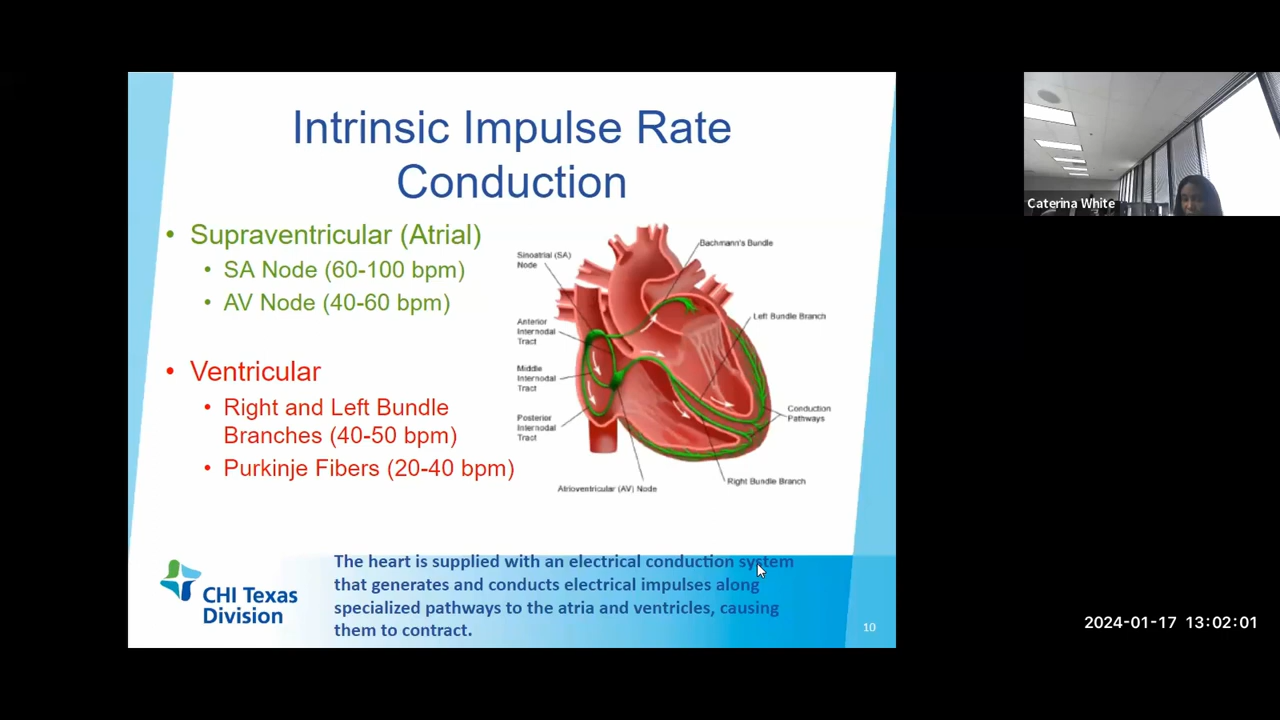 Intrinsic Impulse Rate
Conduction
• Supraventricular (Atrial)
• SA Node (60-100 bpm)
• AV Node (40-60 bpm)
• Ventricular
• Right and Left Bundle
Branches (40-50 bpm)
• Purkinje Fibers (20-40 bpm)
Sinoatrial (SA)
Node
Bachmann's Bundle
Anterior
Internodal
Tract
Left Bundle Branch
Middle
Internodal
Tract
Conduction
Pathways
Posterior
Internodal
Tract
Atrioventricular (AV) Node
Right Bundle Branch
CHI Texas
Division
The heart is supplied with an electrical conduction system
that generates and conducts electrical impulses along
specialized pathways to the atria and ventricles, causing
them to contract.
10
Caterina White
2024-01-17 13:02:01